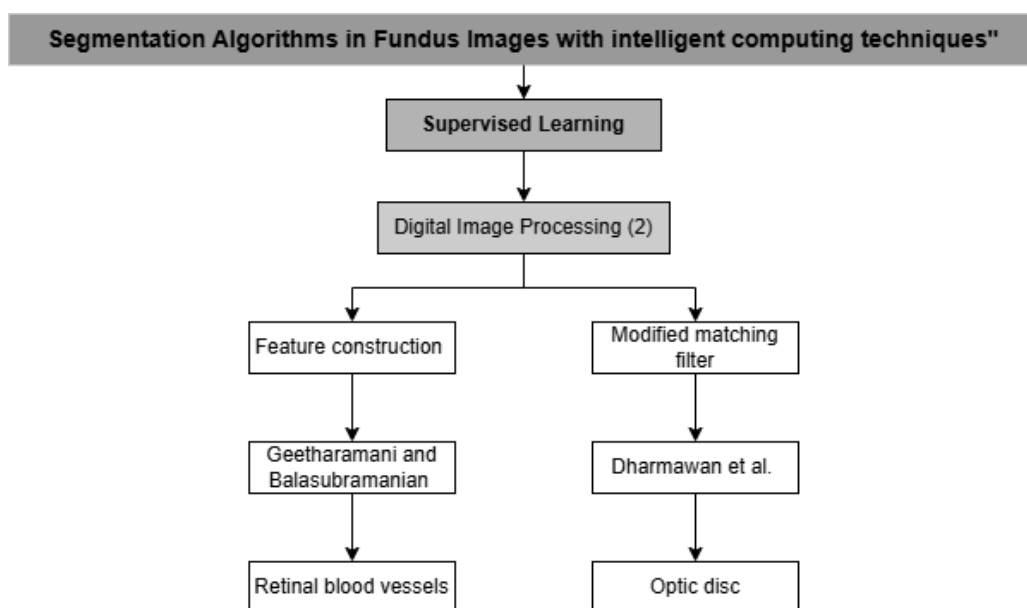 Segmentation Algorithms in Fundus Images with intelligent computing techniques"
Supervised Learning
Digital Image Processing (2)
Feature construction
Modified matching
filter
Geetharamani and
Balasubramanian
Dharmawan et al.
Retinal blood vessels
Optic disc